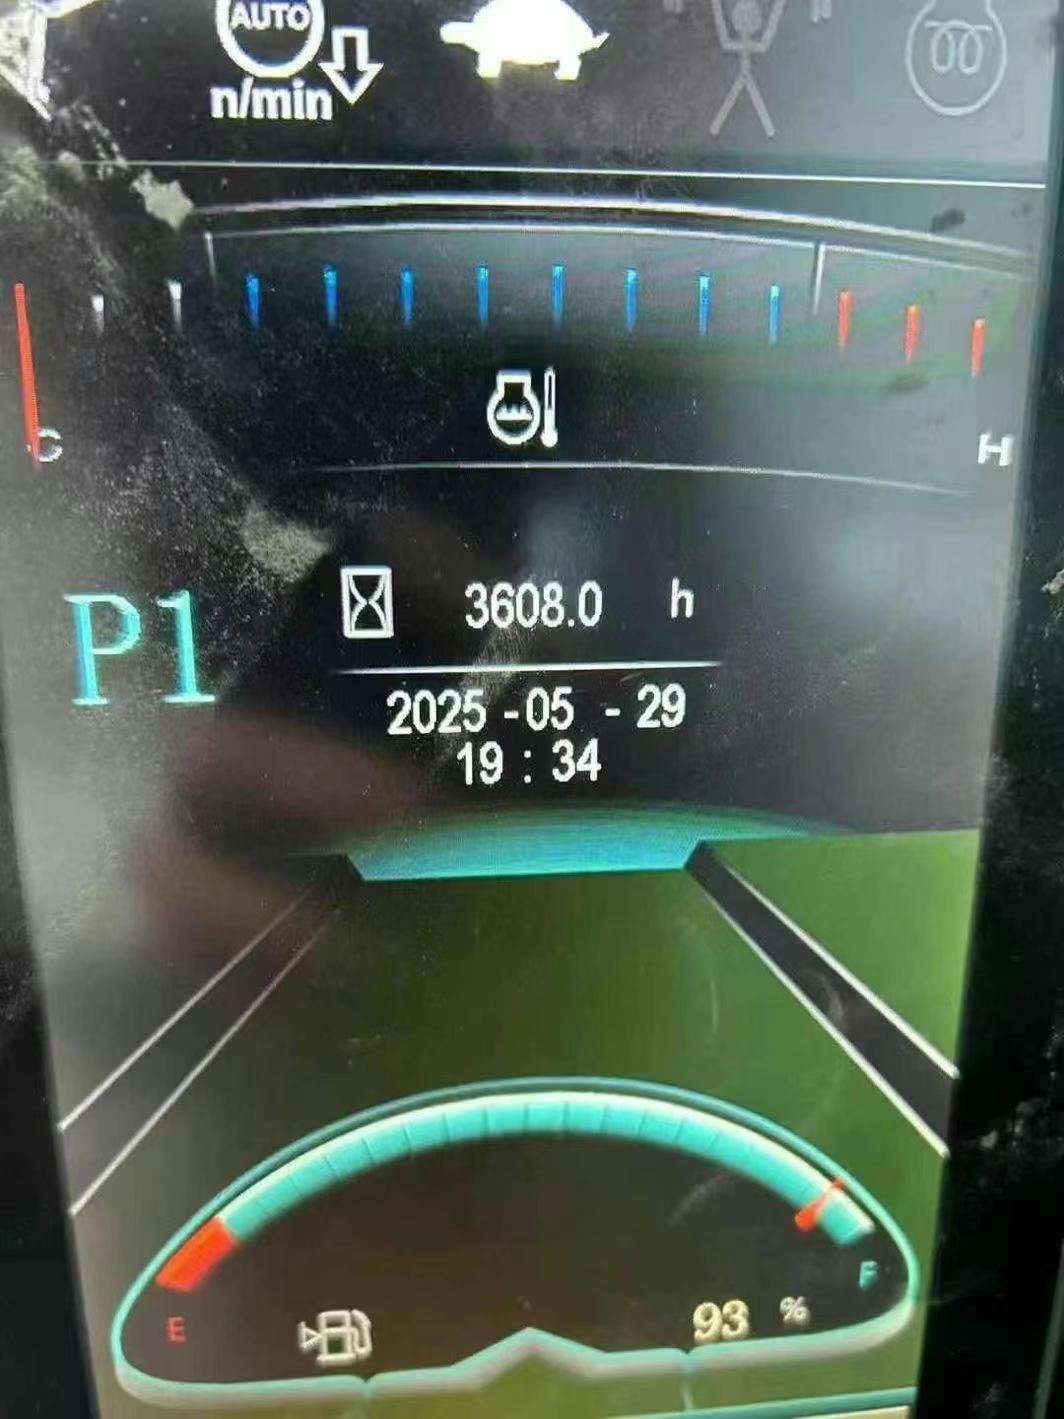 AUTO
n/min
C H
3608.0 h
P1
2025-05-29
19:34
E F
93 %